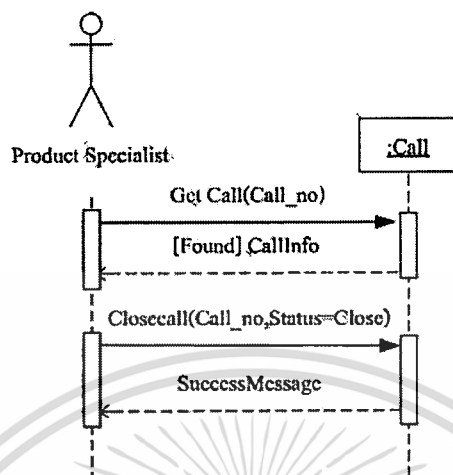 Product Specialist
:Call
Get Call(Call_no)
[Found] CallInfo
Closecall(Call_no,Status=Close)
SuccessMessage